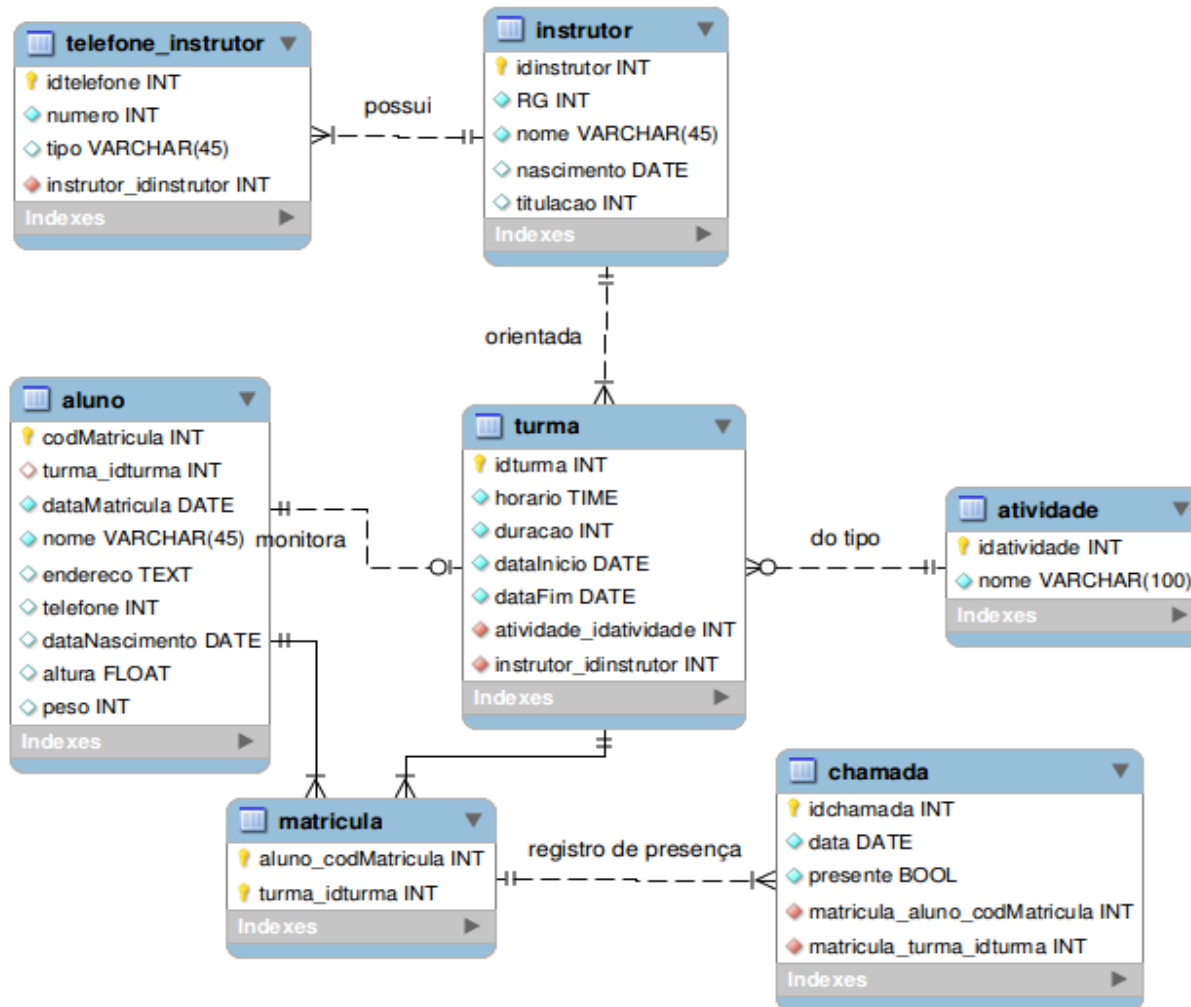 telefone_instrutor
idtelefone INT
numero INT
tipo VARCHAR(45)
instrutor_idinstrutor INT
Indexes
possui
instrutor
idinstrutor INT
RG INT
nome VARCHAR(45)
nascimento DATE
titulacao INT
Indexes
orientada
aluno
codMatricula INT
turma_idturma INT
dataMatricula DATE
nome VARCHAR(45)
endereco TEXT
telefone INT
dataNascimento DATE
altura FLOAT
peso INT
Indexes
monitora
turma
idturma INT
horario TIME
duracao INT
dataInicio DATE
dataFim DATE
atividade_idatividade INT
instrutor_idinstrutor INT
Indexes
do tipo
atividade
idatividade INT
nome VARCHAR(100)
Indexes
matricula
aluno_codMatricula INT
turma_idturma INT
Indexes
registro de presença
chamada
idchamada INT
data DATE
presente BOOL
matricula_aluno_codMatricula INT
matricula_turma_idturma INT
Indexes